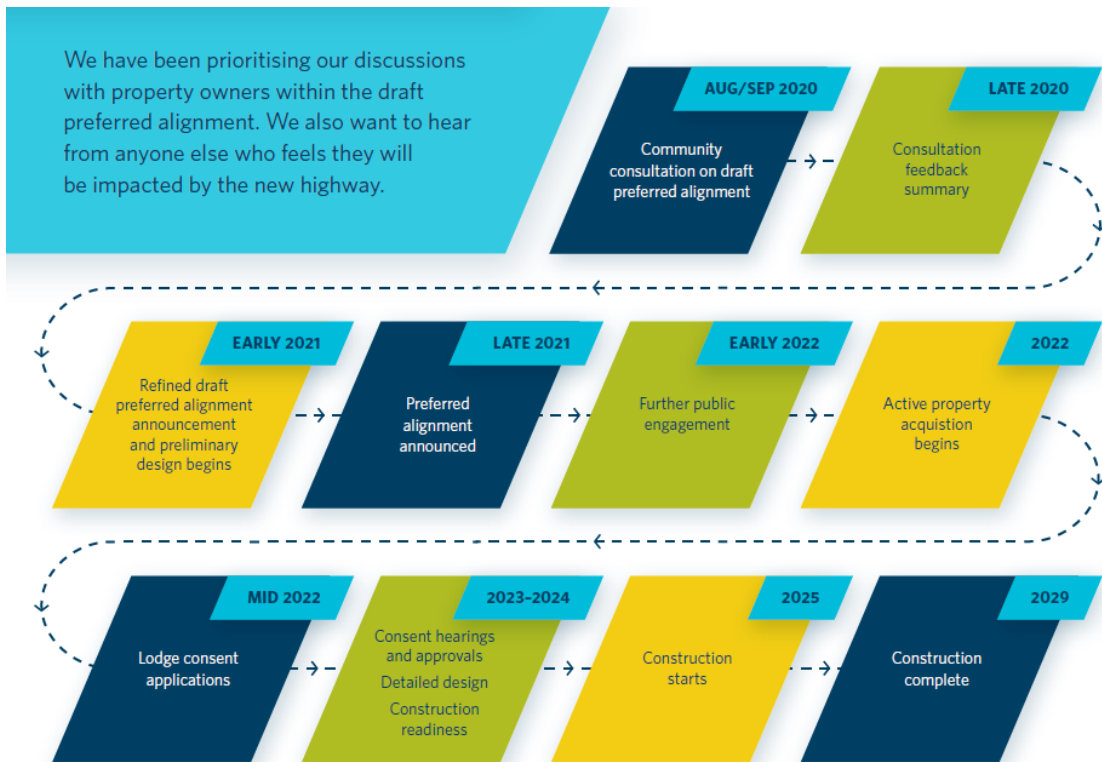 We have been prioritising our discussions
with property owners within the draft
preferred alignment. We also want to hear
from anyone else who feels they will
be impacted by the new highway.
AUG/SEP 2020
Community
consultation on draft
preferred alignment
LATE 2020
Consultation
feedback
summary
EARLY 2021
Refined draft
preferred alignment
announcement
and preliminary
design begins
LATE 2021
Preferred
alignment
announced
EARLY 2022
Further public
engagement
2022
Active property
acquistion
begins
MID 2022
Lodge consent
applications
2023–2024
Consent hearings
and approvals
Detailed design
Construction
readiness
2025
Construction
starts
2029
Construction
complete